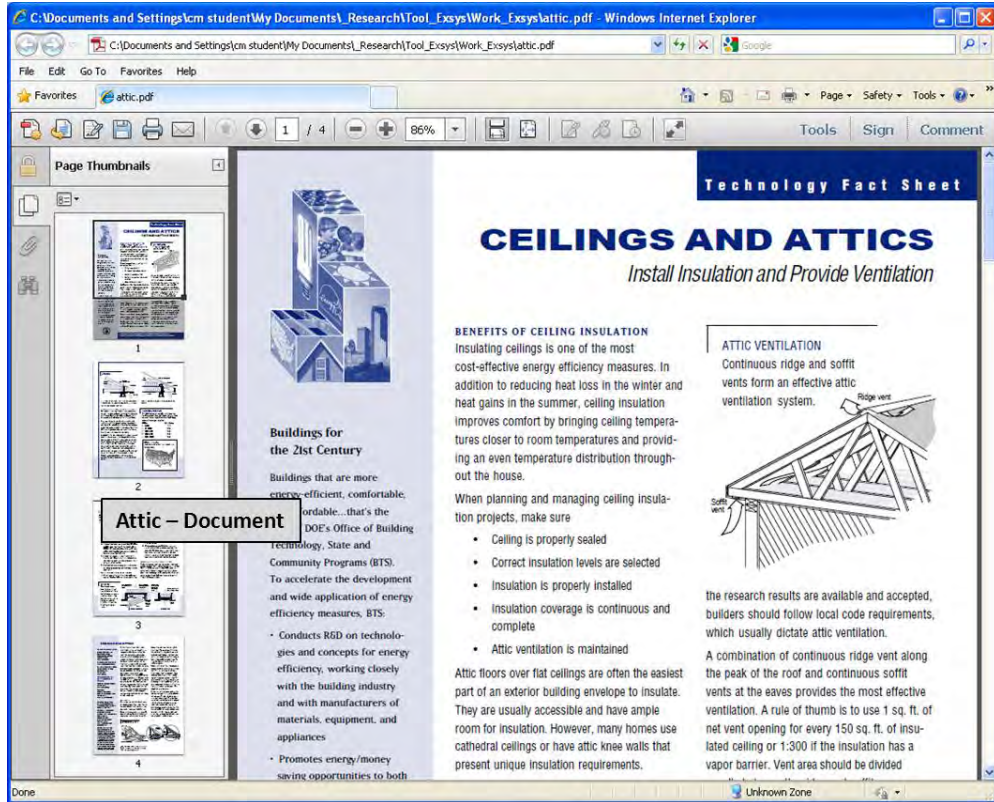 C:\Documents and Settings\cm student\My Documents\_Research\Tool_Exsys\Work_Exsys\attic.pdf - Windows Internet Explorer
C:\Documents and Settings\cm student\My Documents\_Research\Tool_Exsys\Work_Exsys\attic.pdf
Google
File Edit Go To Favorites Help
Favorites
attic.pdf
Page Safety Tools
1 / 4
86%
Tools Sign Comment
Page Thumbnails
1
2
3
4
Attic – Document
Technology Fact Sheet
CEILINGS AND ATTICS
Install Insulation and Provide Ventilation
Buildings for
the 21st Century
Buildings that are more
energy-efficient, comfortable,
ordable...that's the
DOE's Office of Building
Technology, State and
Community Programs (BTS).
To accelerate the development
and wide application of energy
efficiency measures, BTS:
• Conducts R&D on technolo-
gies and concepts for energy
efficiency, working closely
with the building industry
and with manufacturers of
materials, equipment, and
appliances
• Promotes energy/money
saving opportunities to both
BENEFITS OF CEILING INSULATION
Insulating ceilings is one of the most
cost-effective energy efficiency measures. In
addition to reducing heat loss in the winter and
heat gains in the summer, ceiling insulation
improves comfort by bringing ceiling tempera-
tures closer to room temperatures and provid-
ing an even temperature distribution through-
out the house.
When planning and managing ceiling insula-
tion projects, make sure
• Ceiling is properly sealed
• Correct insulation levels are selected
• Insulation is properly installed
• Insulation coverage is continuous and
complete
• Attic ventilation is maintained
Attic floors over flat ceilings are often the easiest
part of an exterior building envelope to insulate.
They are usually accessible and have ample
room for insulation. However, many homes use
cathedral ceilings or have attic knee walls that
present unique insulation requirements.
ATTIC VENTILATION
Continuous ridge and soffit
vents form an effective attic
ventilation system.
Ridge vent
Soffit
vent
the research results are available and accepted,
builders should follow local code requirements,
which usually dictate attic ventilation.
A combination of continuous ridge vent along
the peak of the roof and continuous soffit
vents at the eaves provides the most effective
ventilation. A rule of thumb is to use 1 sq. ft. of
net vent opening for every 150 sq. ft. of insu-
lated ceiling or 1:300 if the insulation has a
vapor barrier. Vent area should be divided
Done
Unknown Zone